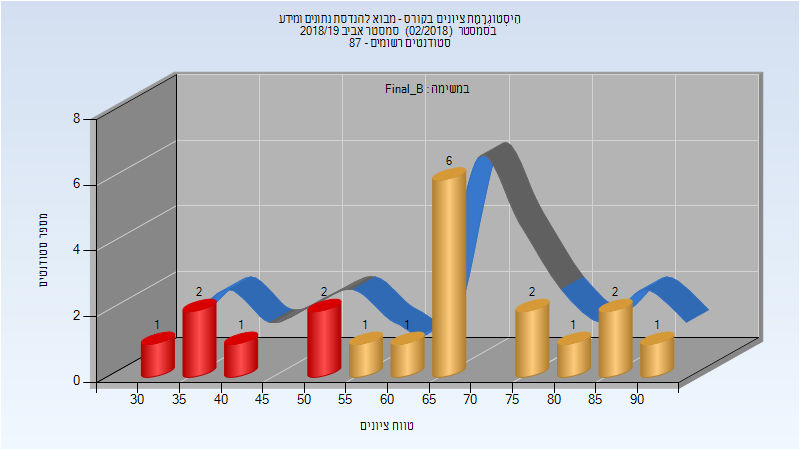 היסטוגרמת ציונים בקורס - מבוא להנדסת נתונים ומידע
בסמסטר (02/2018) סמסטר אביב 2018/19
סטודנטים רשומים - 87
במשימה : Final_B
מספר סטודנטים
8
6
4
2
0
1 2 1 2 1 1 6 2 1 2 1
30 35 40 45 50 55 60 65 70 75 80 85 90
טווח ציונים